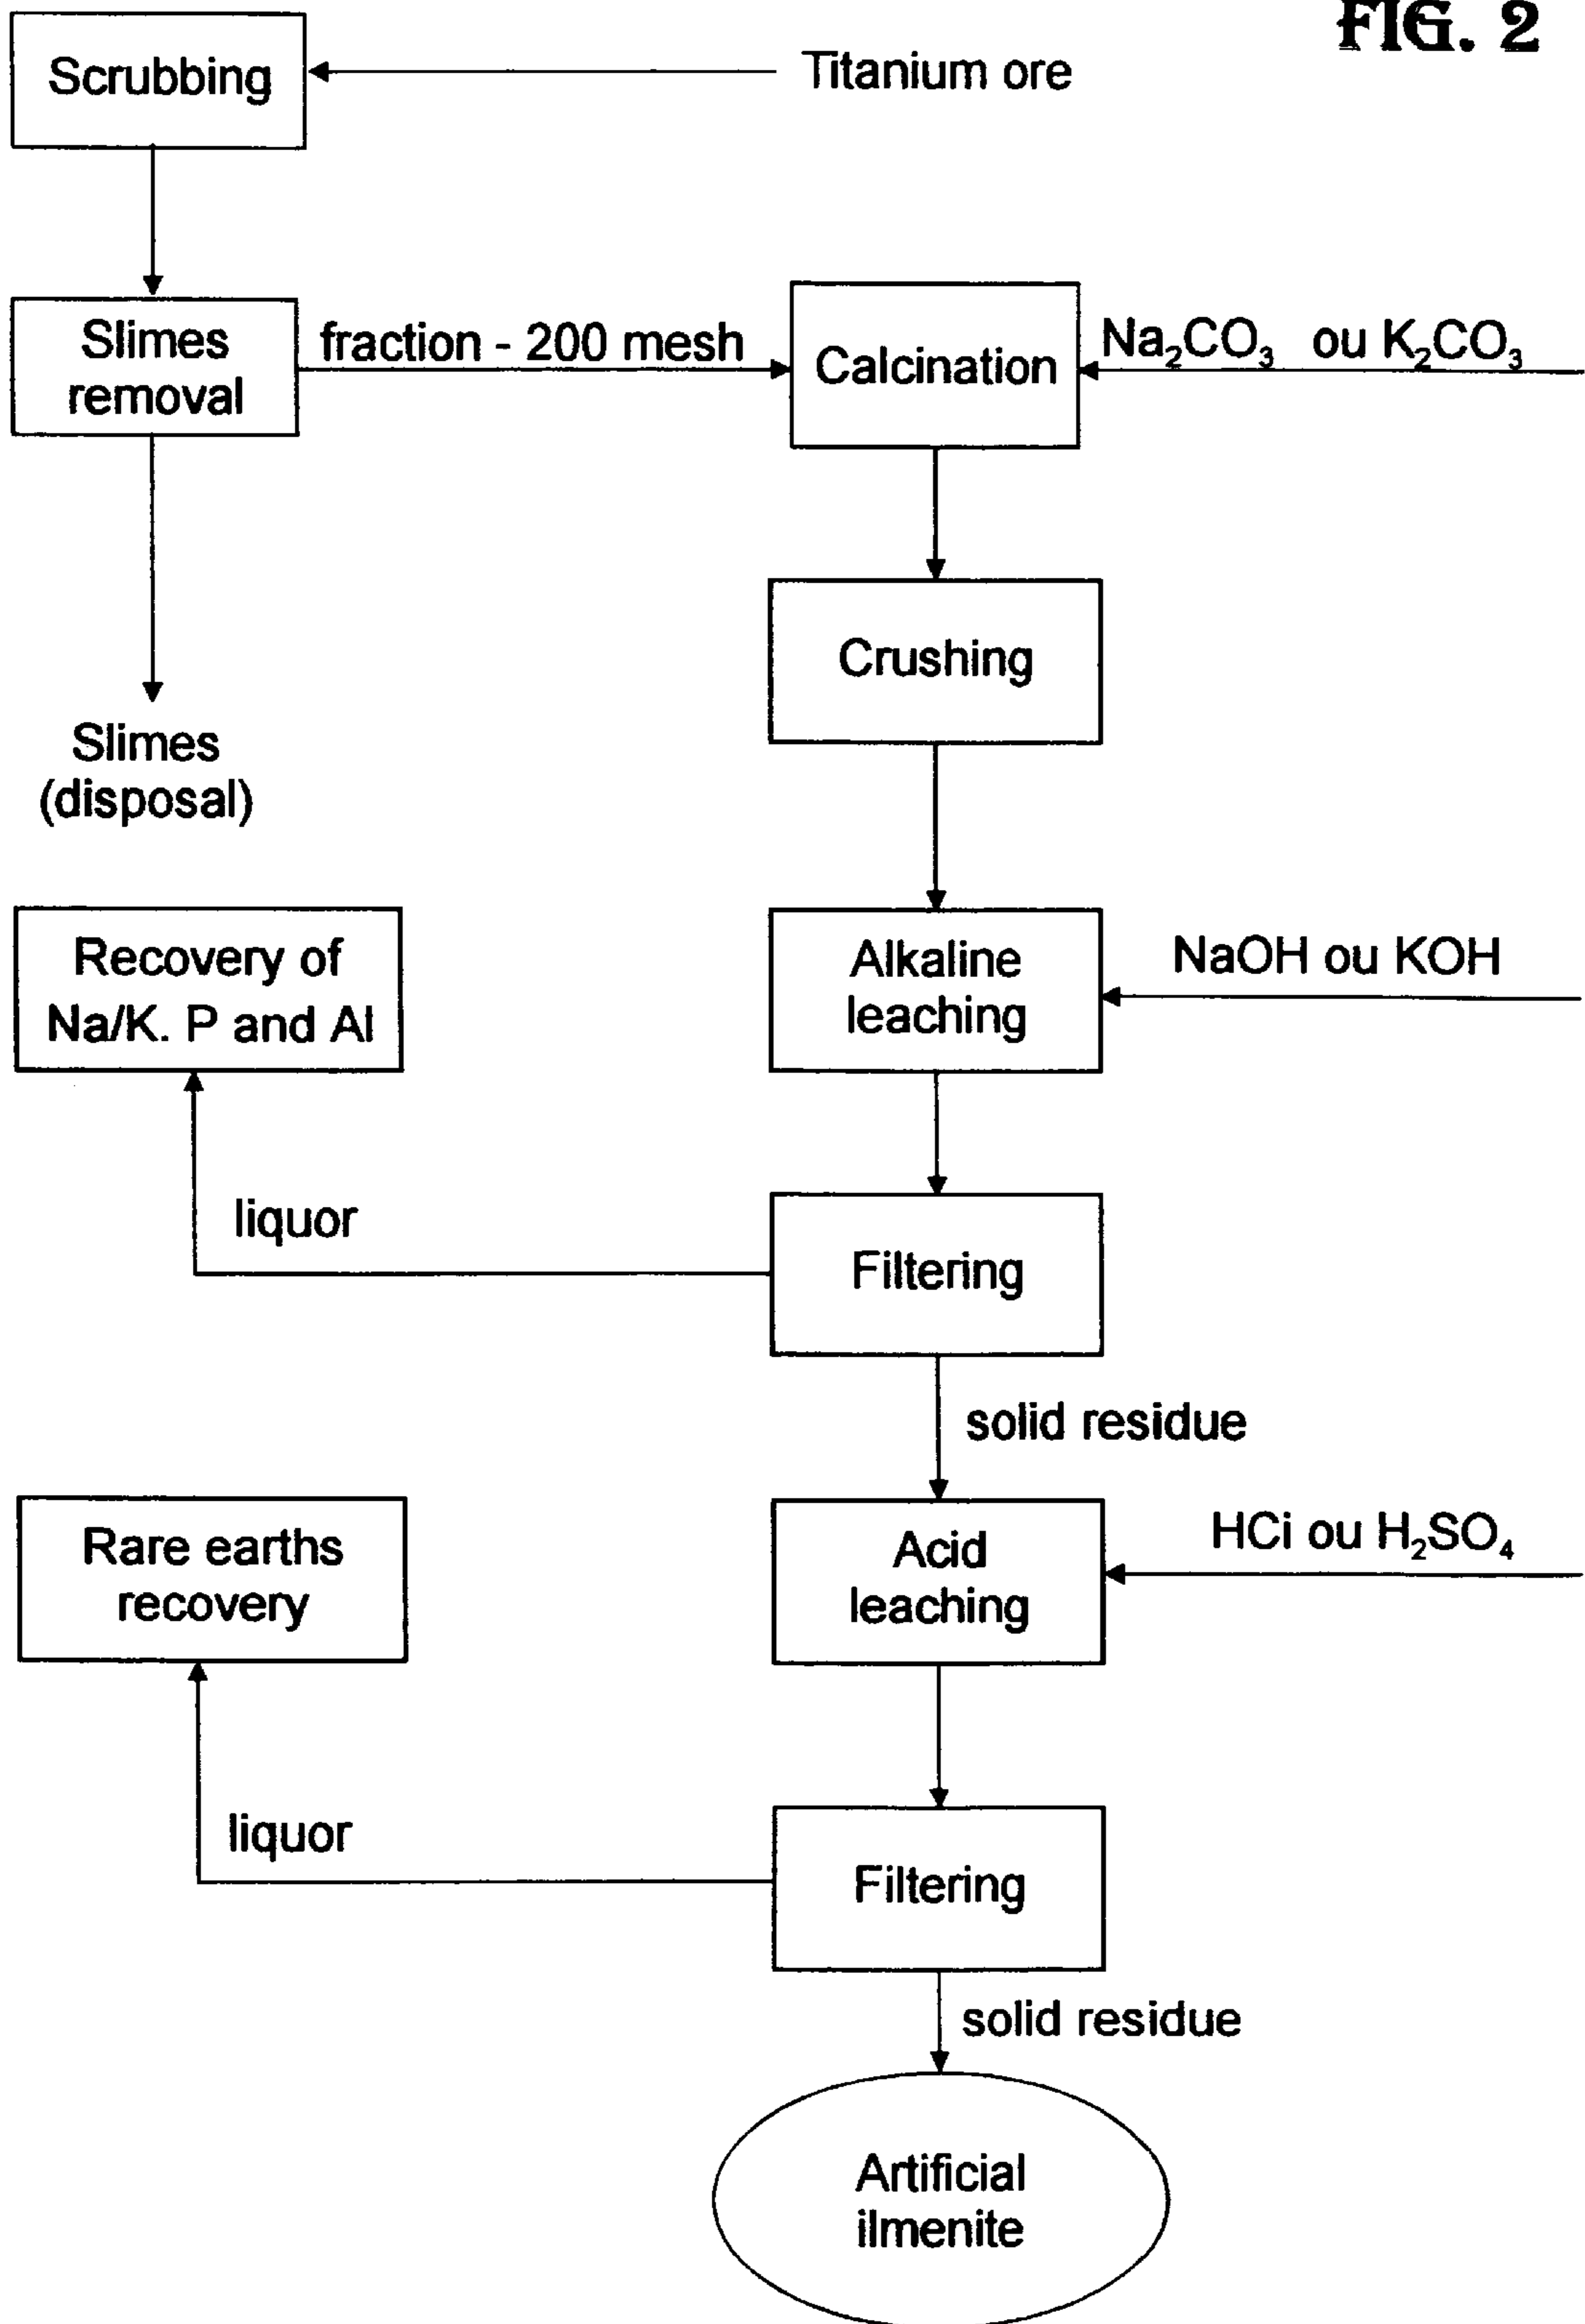 FIG. 2
Scrubbing
Titanium ore
Slimes
removal
fraction - 200 mesh
Calcination
Na₂CO₃ ou K₂CO₃
Crushing
Slimes
(disposal)
Recovery of
Na/K. P and Al
Alkaline
leaching
NaOH ou KOH
liquor
Filtering
solid residue
Rare earths
recovery
Acid
leaching
HCi ou H₂SO₄
liquor
Filtering
solid residue
Artificial
ilmenite